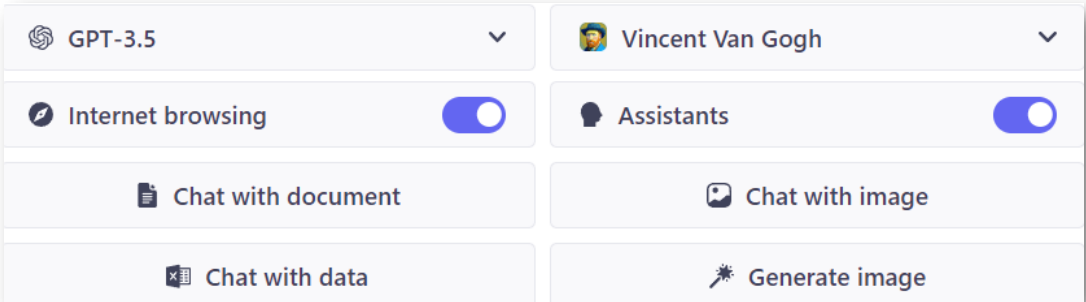 GPT-3.5
Vincent Van Gogh
Internet browsing
Assistants
Chat with document
Chat with image
Chat with data
Generate image